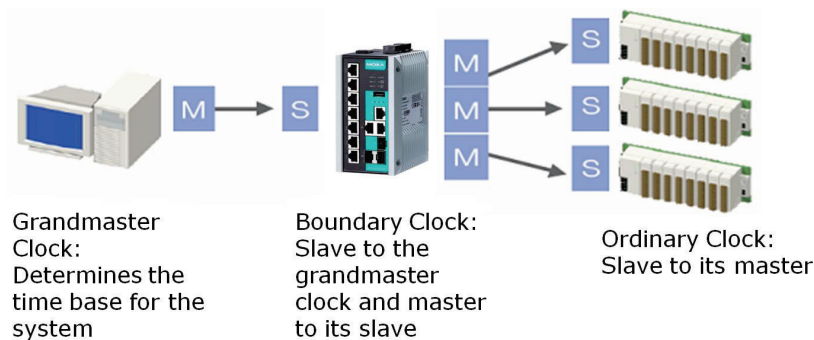 M
S
M
M
M
S
S
S
MOXA
Grandmaster
Clock:
Determines the
time base for the
system
Boundary Clock:
Slave to the
grandmaster
clock and master
to its slave
Ordinary Clock:
Slave to its master